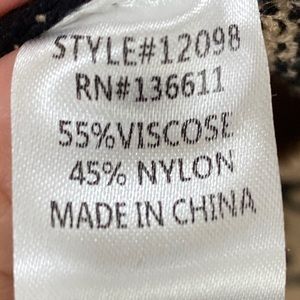 STYLE#12098
RN#136611
55%VISCOSE
45% NYLON
MADE IN CHINA